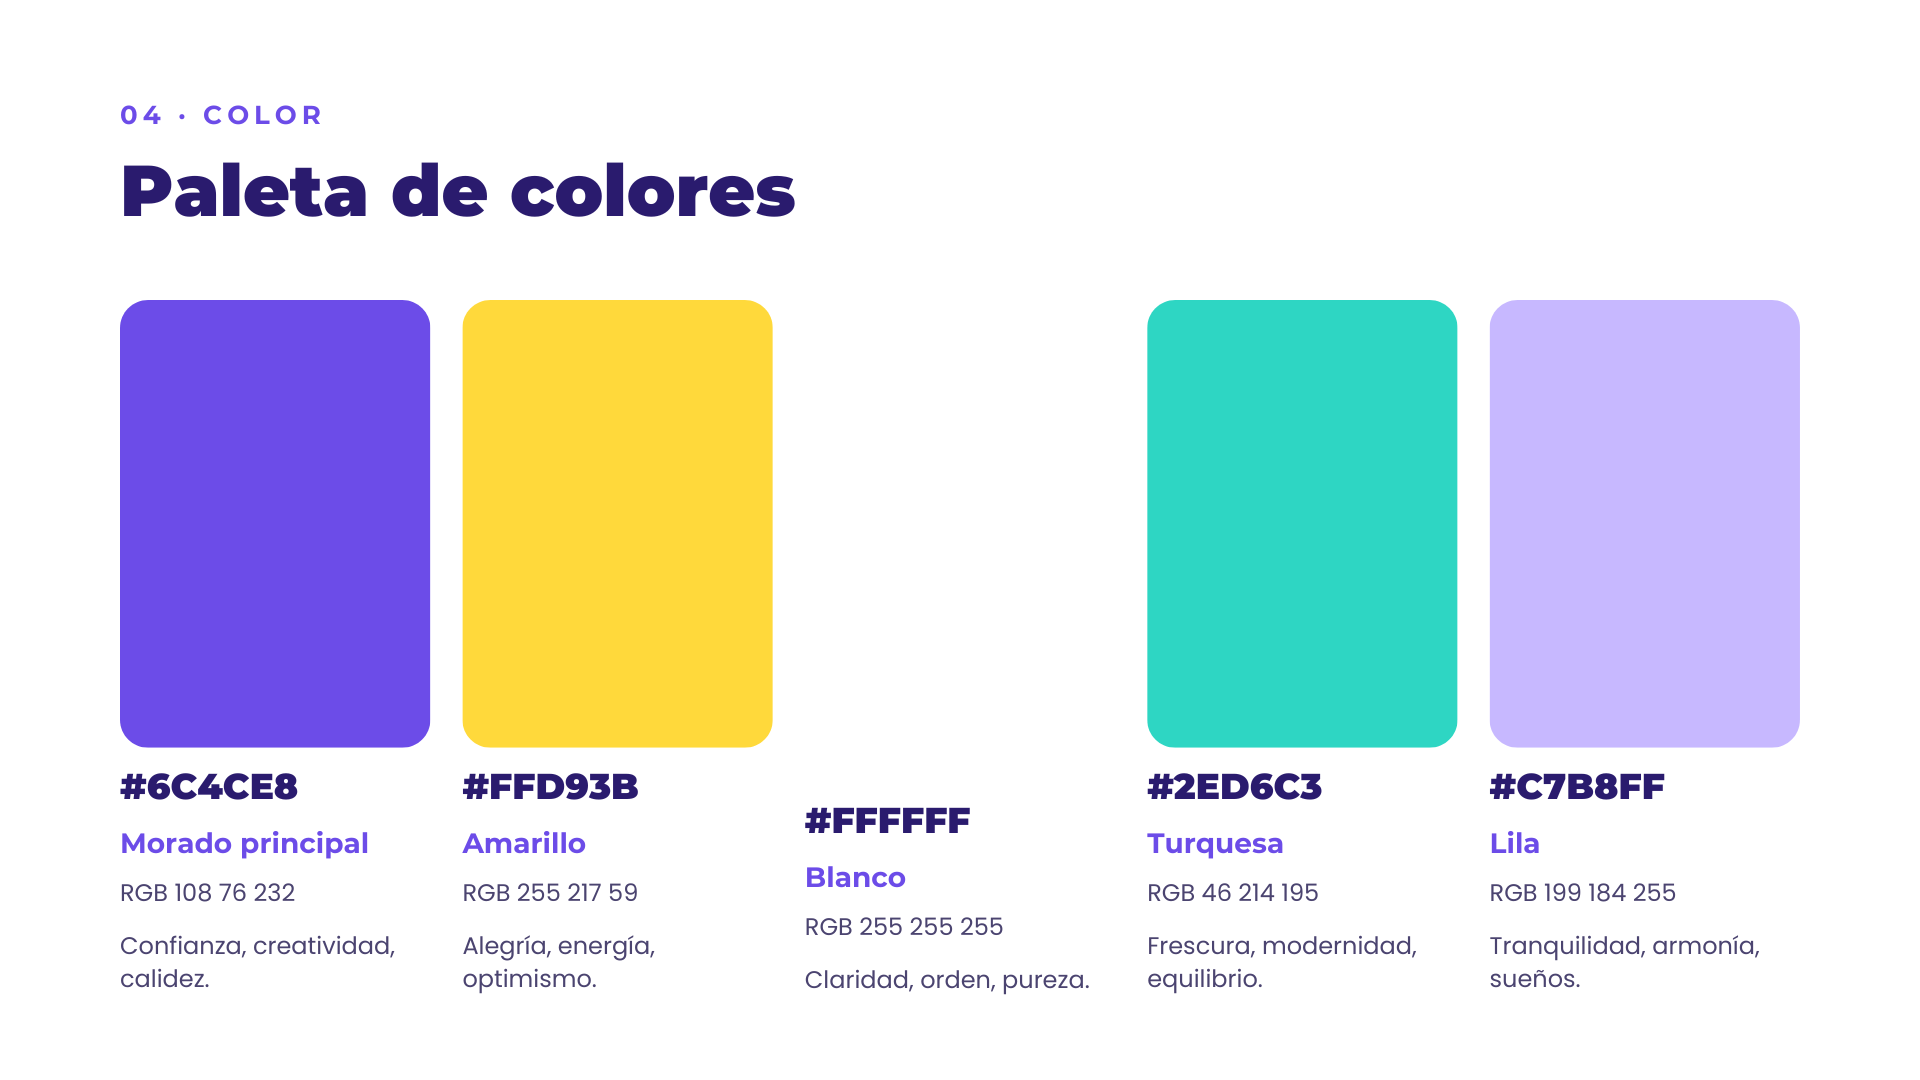 04 · COLOR
Paleta de colores
#6C4CE8
Morado principal
RGB 108 76 232
Confianza, creatividad,
calidez.
#FFD93B
Amarillo
RGB 255 217 59
Alegría, energía,
optimismo.
#FFFFFF
Blanco
RGB 255 255 255
Claridad, orden, pureza.
#2ED6C3
Turquesa
RGB 46 214 195
Frescura, modernidad,
equilibrio.
#C7B8FF
Lila
RGB 199 184 255
Tranquilidad, armonía,
sueños.